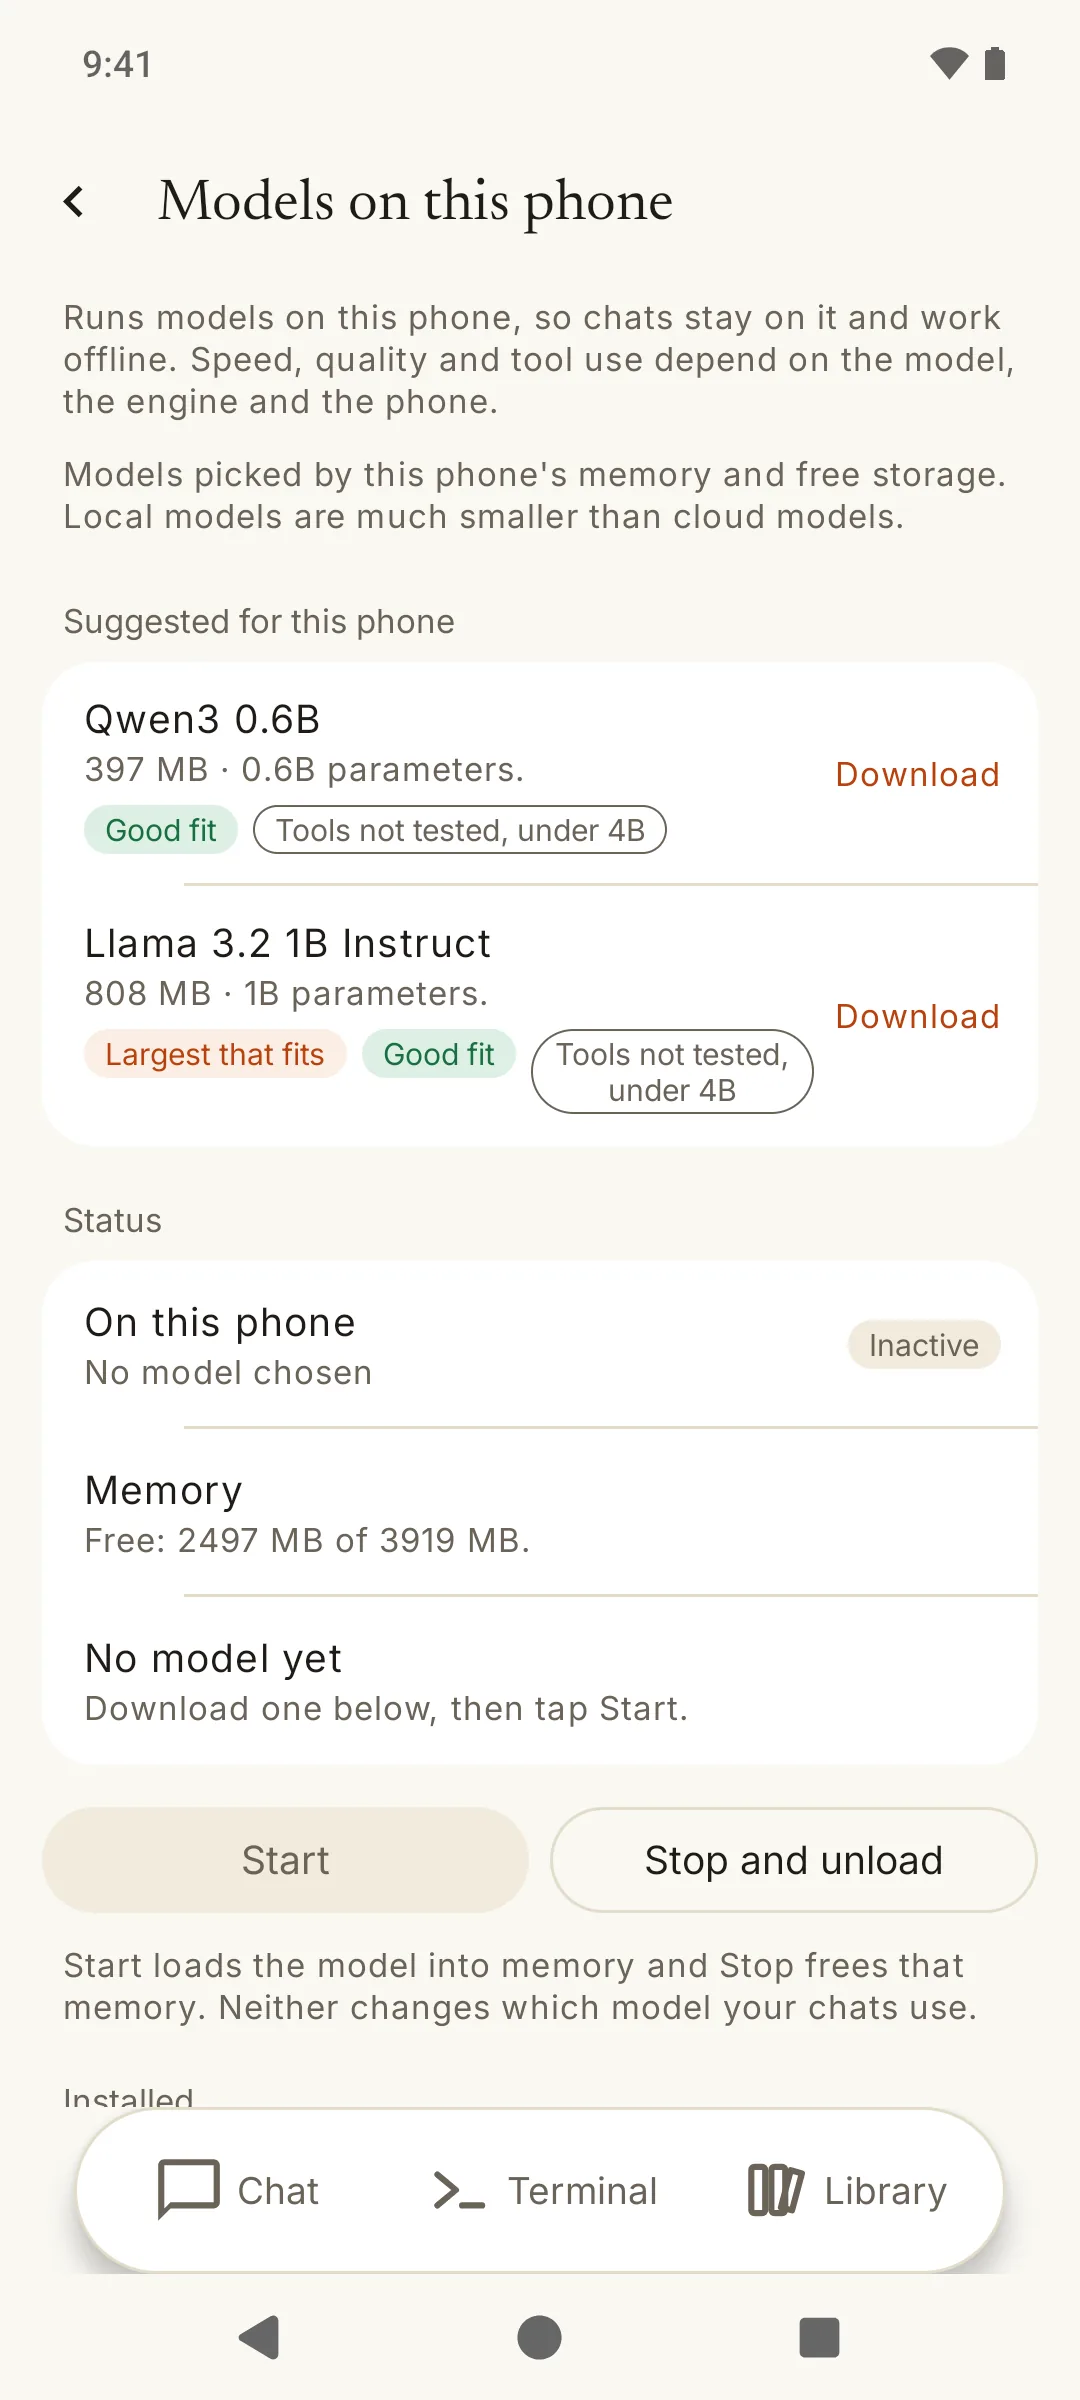 9:41
Models on this phone
Runs models on this phone, so chats stay on it and work
offline. Speed, quality and tool use depend on the model,
the engine and the phone.
Models picked by this phone's memory and free storage.
Local models are much smaller than cloud models.
Suggested for this phone
Qwen3 0.6B
397 MB · 0.6B parameters.
Download
Good fit
Tools not tested, under 4B
Llama 3.2 1B Instruct
808 MB · 1B parameters.
Download
Largest that fits
Good fit
Tools not tested,
under 4B
Status
On this phone
No model chosen
Inactive
Memory
Free: 2497 MB of 3919 MB.
No model yet
Download one below, then tap Start.
Start
Stop and unload
Start loads the model into memory and Stop frees that
memory. Neither changes which model your chats use.
Installed
Chat
Terminal
Library